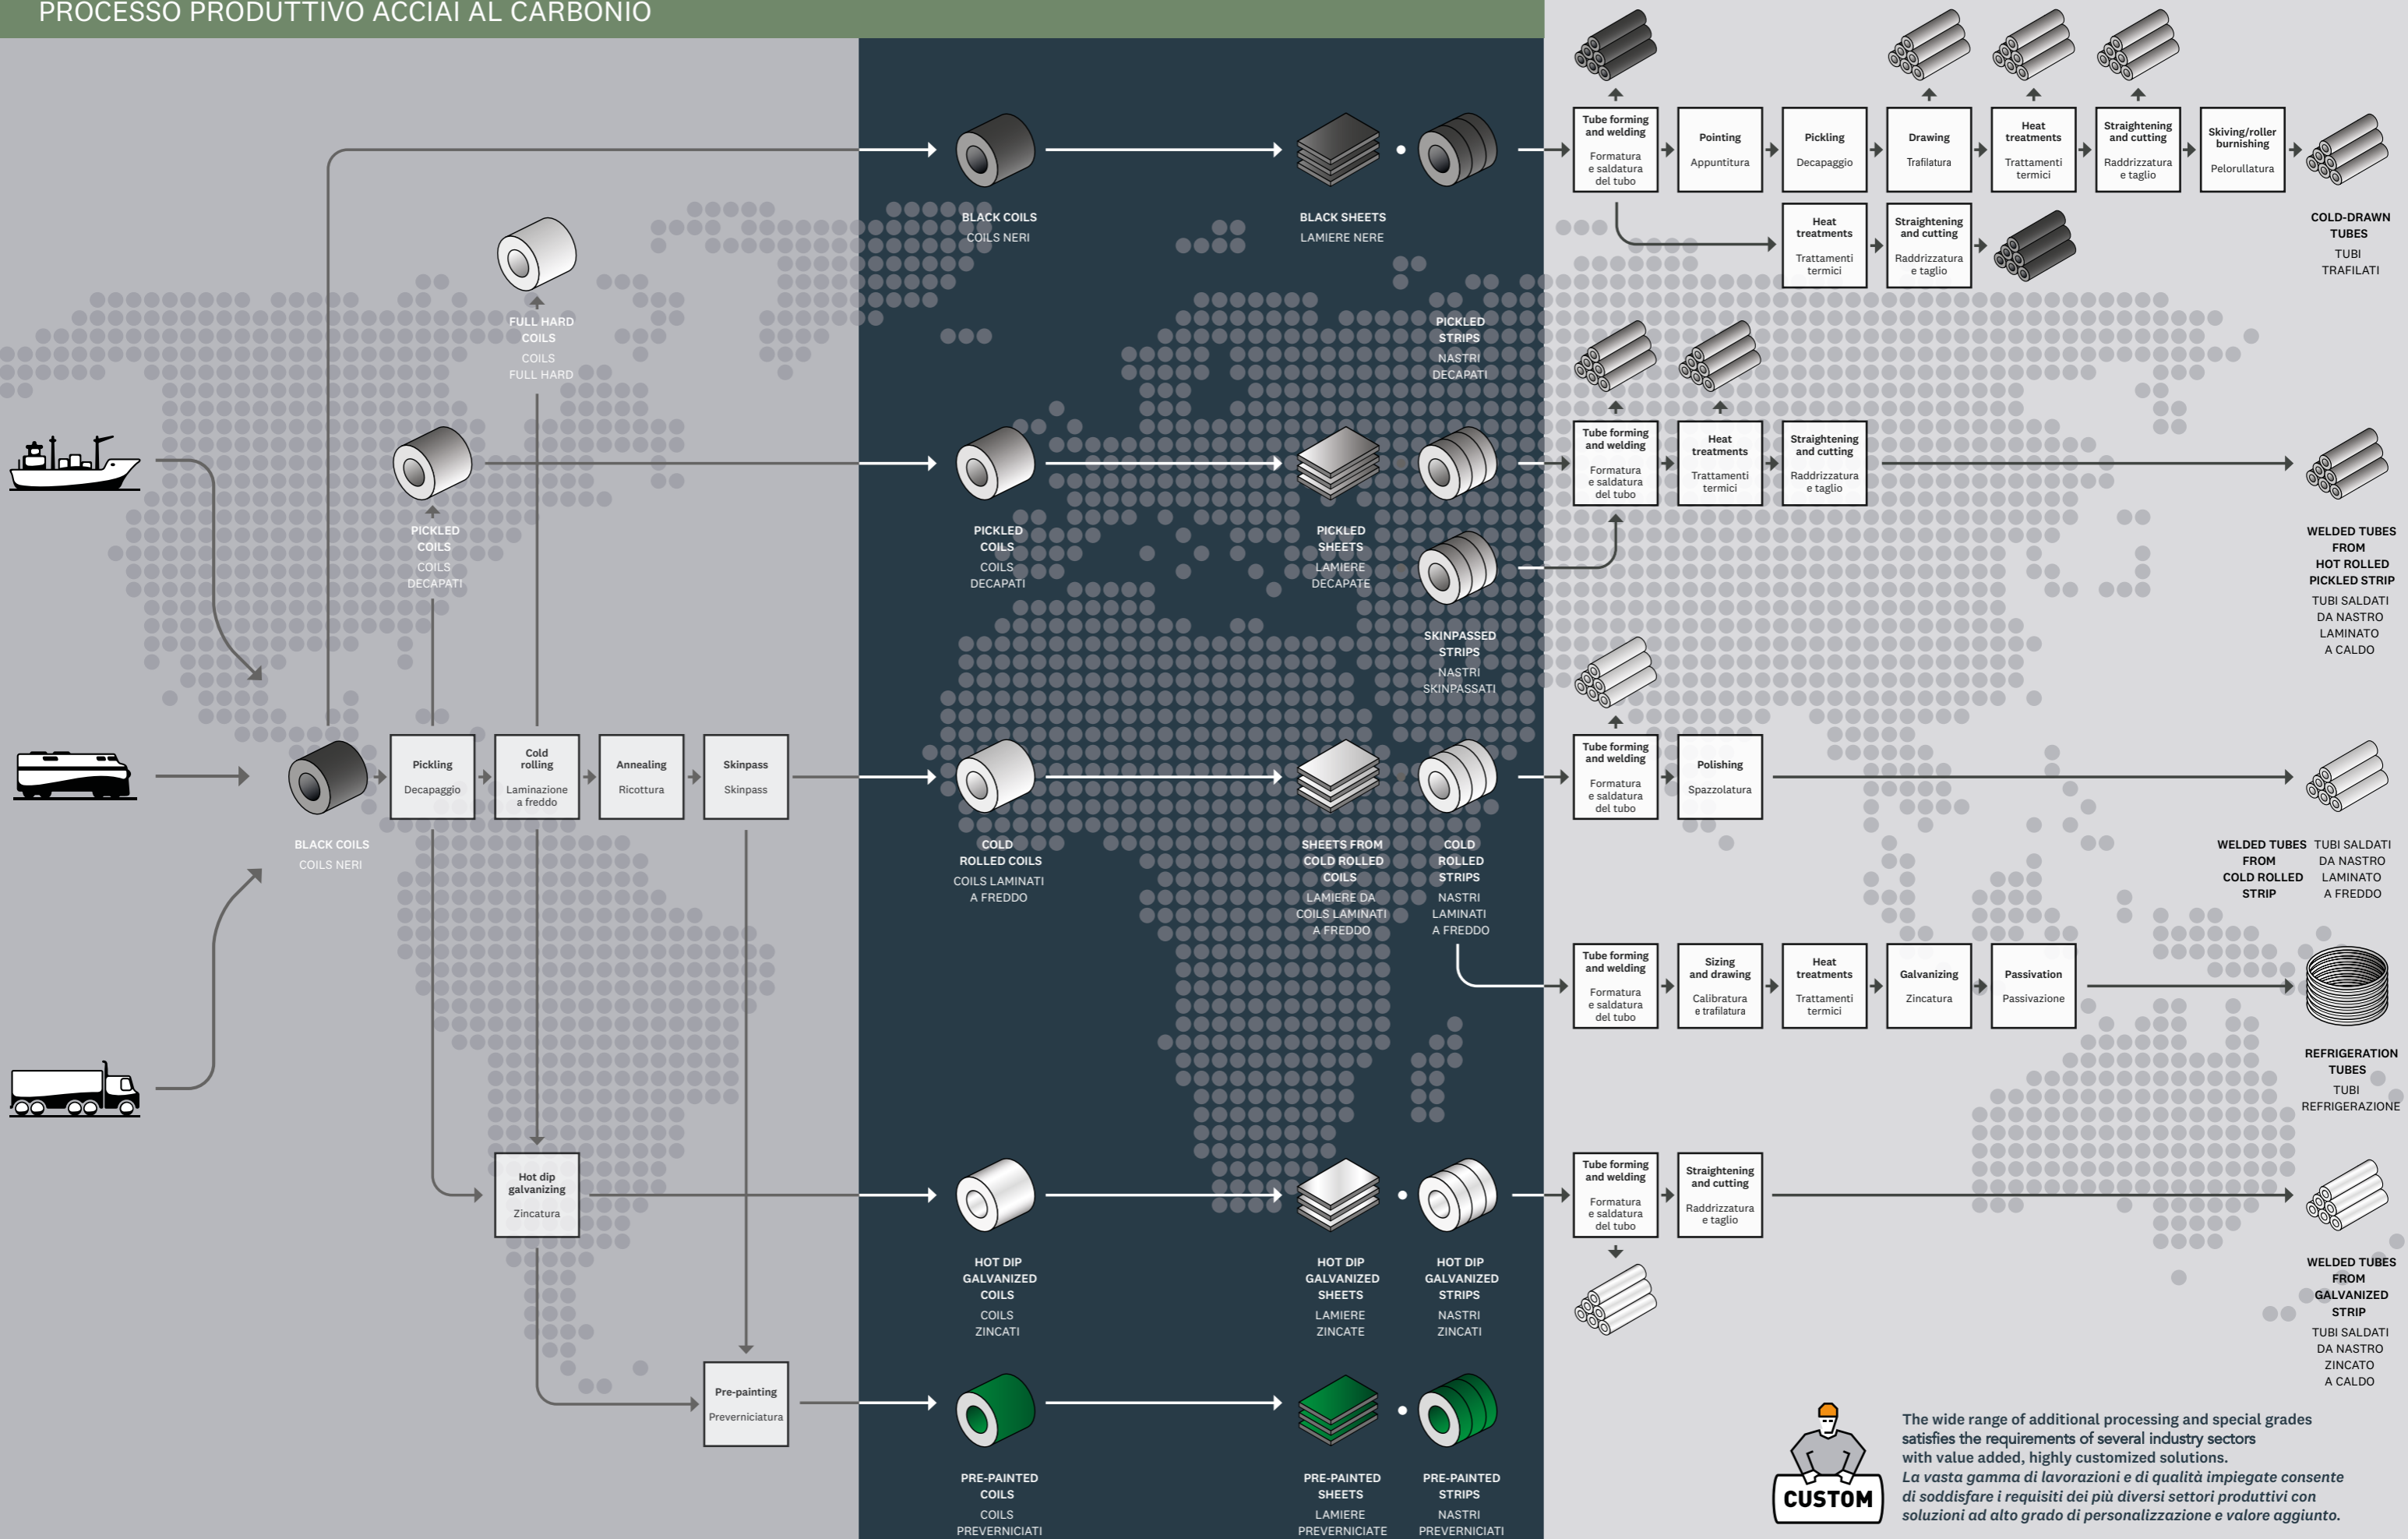 PROCESSO PRODUTTIVO ACCIAI AL CARBONIO
FULL HARD
COILS
COILS
FULL HARD
PICKLED
COILS
COILS
DECAPATI
BLACK COILS
COILS NERI
Pickling
Decapaggio
Cold
rolling
Laminazione
a freddo
Annealing
Ricottura
Skinpass
Skinpass
Hot dip
galvanizing
Zincatura
Pre-painting
Preverniciatura
BLACK COILS
COILS NERI
BLACK SHEETS
LAMIERE NERE
PICKLED
STRIPS
NASTRI
DECAPATI
PICKLED
COILS
COILS
DECAPATI
PICKLED
SHEETS
LAMIERE
DECAPATE
SKINPASSED
STRIPS
NASTRI
SKINPASSATI
COLD
ROLLED COILS
COILS LAMINATI
A FREDDO
SHEETS FROM
COLD ROLLED
COILS
LAMIERE DA
COILS LAMINATI
A FREDDO
COLD
ROLLED
STRIPS
NASTRI
LAMINATI
A FREDDO
HOT DIP
GALVANIZED
COILS
COILS
ZINCATI
HOT DIP
GALVANIZED
SHEETS
LAMIERE
ZINCATE
HOT DIP
GALVANIZED
STRIPS
NASTRI
ZINCATI
PRE-PAINTED
COILS
COILS
PREVERNICIATI
PRE-PAINTED
SHEETS
LAMIERE
PREVERNICIATE
PRE-PAINTED
STRIPS
NASTRI
PREVERNICIATI
Tube forming
and welding
Formatura
e saldatura
del tubo
Pointing
Appuntitura
Pickling
Decapaggio
Drawing
Trafilatura
Heat
treatments
Trattamenti
termici
Straightening
and cutting
Raddrizzatura
e taglio
Skiving/roller
burnishing
Pelorullatura
COLD-DRAWN
TUBES
TUBI
TRAFILATI
Heat
treatments
Trattamenti
termici
Straightening
and cutting
Raddrizzatura
e taglio
Tube forming
and welding
Formatura
e saldatura
del tubo
Heat
treatments
Trattamenti
termici
Straightening
and cutting
Raddrizzatura
e taglio
WELDED TUBES
FROM
HOT ROLLED
PICKLED STRIP
TUBI SALDATI
DA NASTRO
LAMINATO
A CALDO
Tube forming
and welding
Formatura
e saldatura
del tubo
Polishing
Spazzolatura
WELDED TUBES
FROM
COLD ROLLED
STRIP
TUBI SALDATI
DA NASTRO
LAMINATO
A FREDDO
Tube forming
and welding
Formatura
e saldatura
del tubo
Sizing
and drawing
Calibratura
e trafilatura
Heat
treatments
Trattamenti
termici
Galvanizing
Zincatura
Passivation
Passivazione
REFRIGERATION
TUBES
TUBI
REFRIGERAZIONE
Tube forming
and welding
Formatura
e saldatura
del tubo
Straightening
and cutting
Raddrizzatura
e taglio
WELDED TUBES
FROM
GALVANIZED
STRIP
TUBI SALDATI
DA NASTRO
ZINCATO
A CALDO
CUSTOM
The wide range of additional processing and special grades
satisfies the requirements of several industry sectors
with value added, highly customized solutions.
La vasta gamma di lavorazioni e di qualità impiegate consente
di soddisfare i requisiti dei più diversi settori produttivi con
soluzioni ad alto grado di personalizzazione e valore aggiunto.